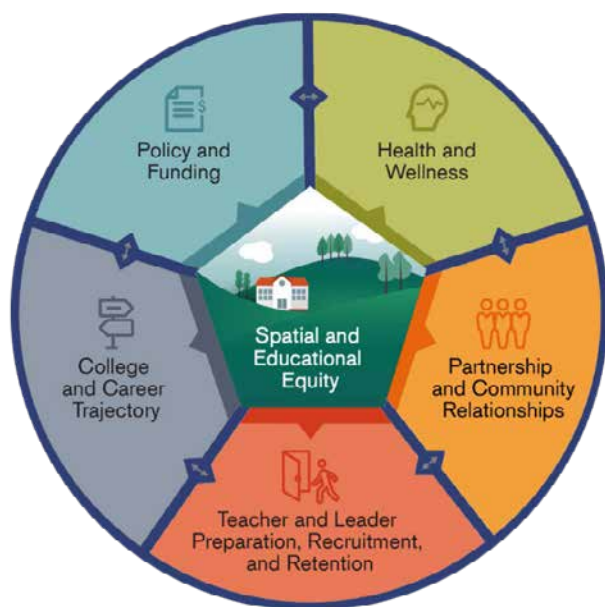 Policy and
Funding
$
Health and
Wellness
College
and Career
Trajectory
Spatial and
Educational
Equity
Partnership
and Community
Relationships
Teacher and Leader
Preparation, Recruitment,
and Retention